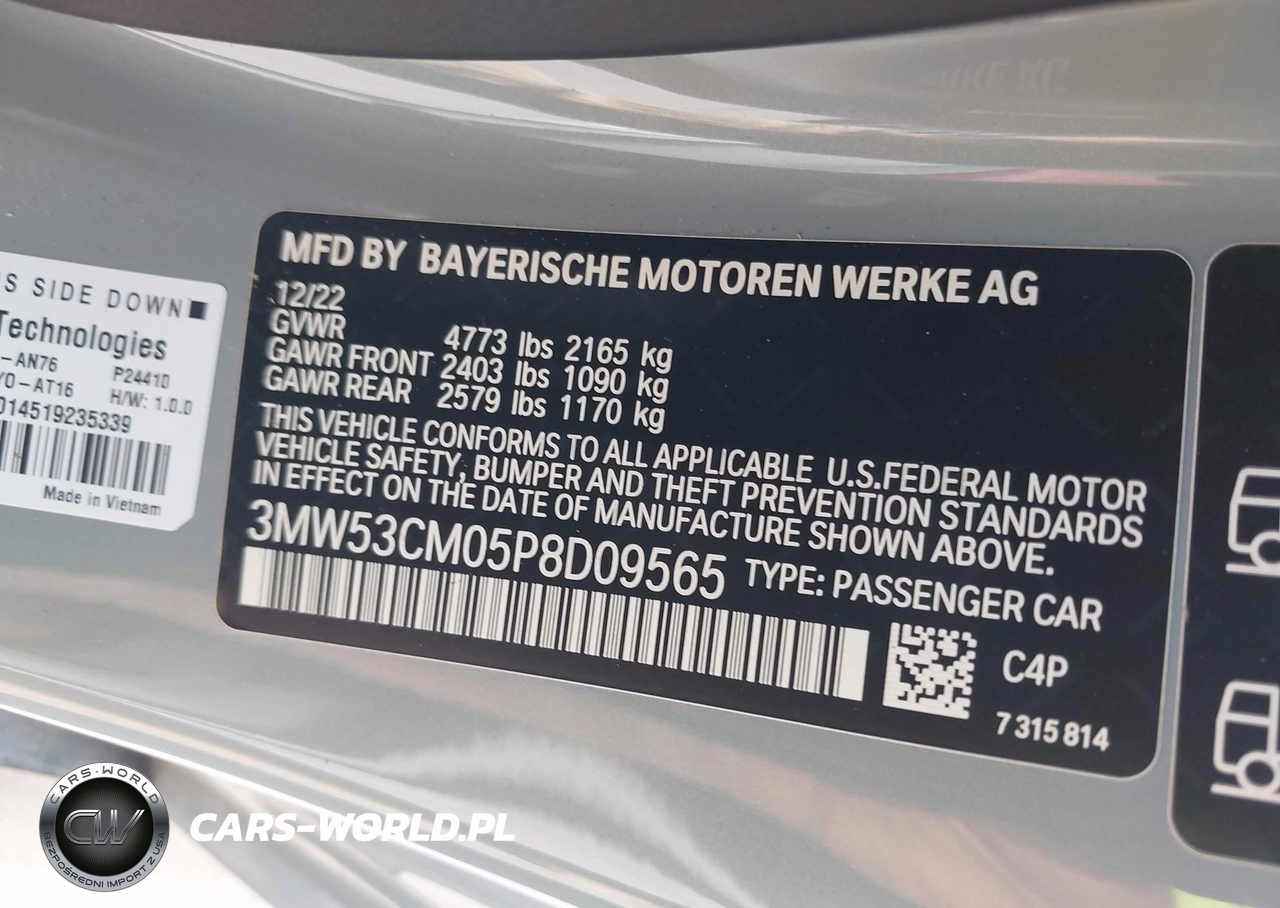 S SIDE DOWN
Technologies
-AN76 P24410
YO-AT16 H/W: 1.0.0
014519235339
Made in Vietnam
MFD BY BAYERISCHE MOTOREN WERKE AG
12/22
GVWR 4773 lbs 2165 kg
GAWR FRONT 2403 lbs 1090 kg
GAWR REAR 2579 lbs 1170 kg
THIS VEHICLE CONFORMS TO ALL APPLICABLE U.S.FEDERAL MOTOR
VEHICLE SAFETY, BUMPER AND THEFT PREVENTION STANDARDS
IN EFFECT ON THE DATE OF MANUFACTURE SHOWN ABOVE.
3MW53CM05P8D09565 TYPE: PASSENGER CAR
C4P
7 315 814
CARS-WORLD
CW
BEZPOŚREDNI IMPORT Z USA
CARS-WORLD.PL